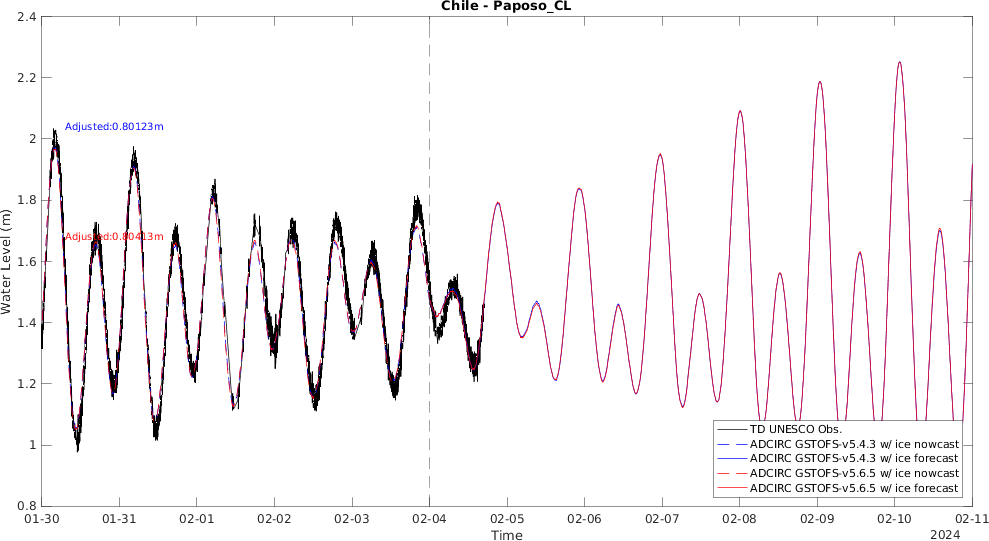 Chile - Paposo_CL
2.4
2.2
2
1.8
1.6
1.4
1.2
1
0.8
Water Level (m)
Adjusted:0.80123m
Adjusted:0.80413m
TD UNESCO Obs.
ADCIRC GSTOFS-v5.4.3 w/ ice nowcast
ADCIRC GSTOFS-v5.4.3 w/ ice forecast
ADCIRC GSTOFS-v5.6.5 w/ ice nowcast
ADCIRC GSTOFS-v5.6.5 w/ ice forecast
01-30 01-31 02-01 02-02 02-03 02-04 02-05 02-06 02-07 02-08 02-09 02-10 02-11
Time
2024